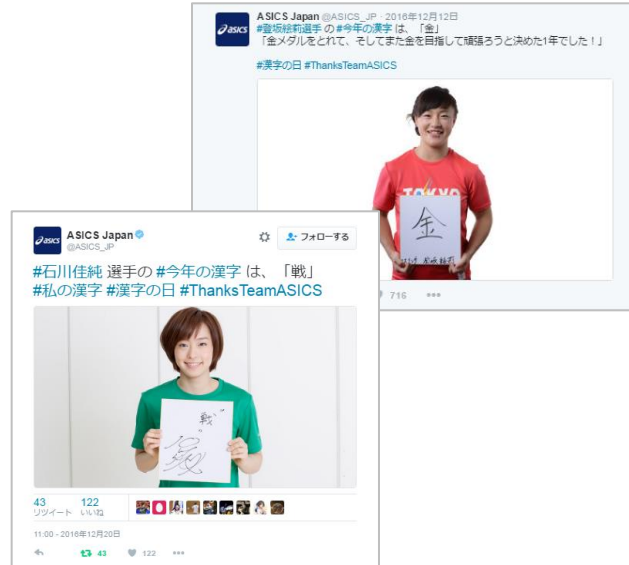 asics
ASICS Japan @ASICS_JP · 2016年12月12日
#登坂絵莉選手 の #今年の漢字 は、「金」
「金メダルをとれて、そしてまた金を目指して頑張ろうと決めた1年でした！」
#漢字の日 #ThanksTeamASICS
TOKYO
金
登坂絵莉
716
asics
ASICS Japan
@ASICS_JP
フォローする
#石川佳純 選手の #今年の漢字 は、「戦」
#私の漢字 #漢字の日 #ThanksTeamASICS
"戦"
43 122
リツイート いいね
11:00 - 2016年12月20日
43 122